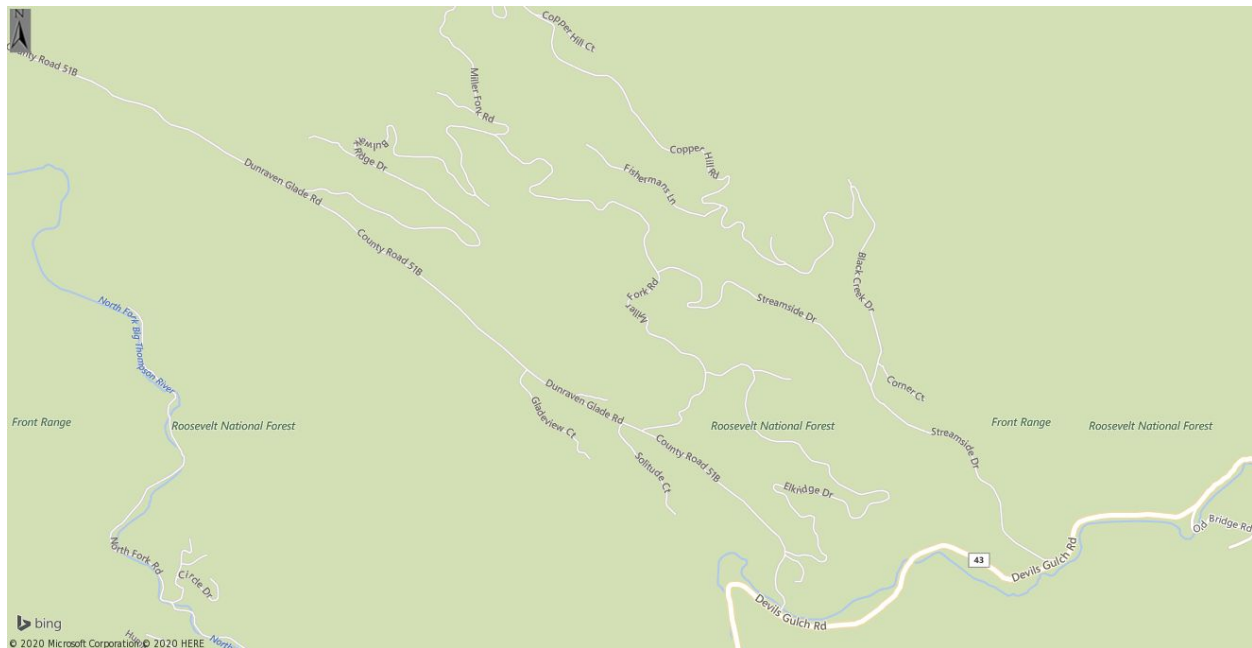 N
County Road 51B
Copper Hill Ct
Miller Fork Rd
Bulwark Ridge Dr
Copper Hill Rd
Dunraven Glade Rd
Fishermans Ln
County Road 51B
Black Creek Dr
Miller Fork Rd
Streamside Dr
North Fork Big Thompson River
Corner Ct
Dunraven Glade Rd
Gladeview Ct
Front Range
Roosevelt National Forest
Roosevelt National Forest
Front Range
Roosevelt National Forest
Streamside Dr
County Road 51B
Solitude Ct
Elkridge Dr
Old Bridge Rd
North Fork Rd
43
Devils Gulch Rd
Circle Dr
Devils Gulch Rd
bing
North
© 2020 Microsoft Corporation © 2020 HERE